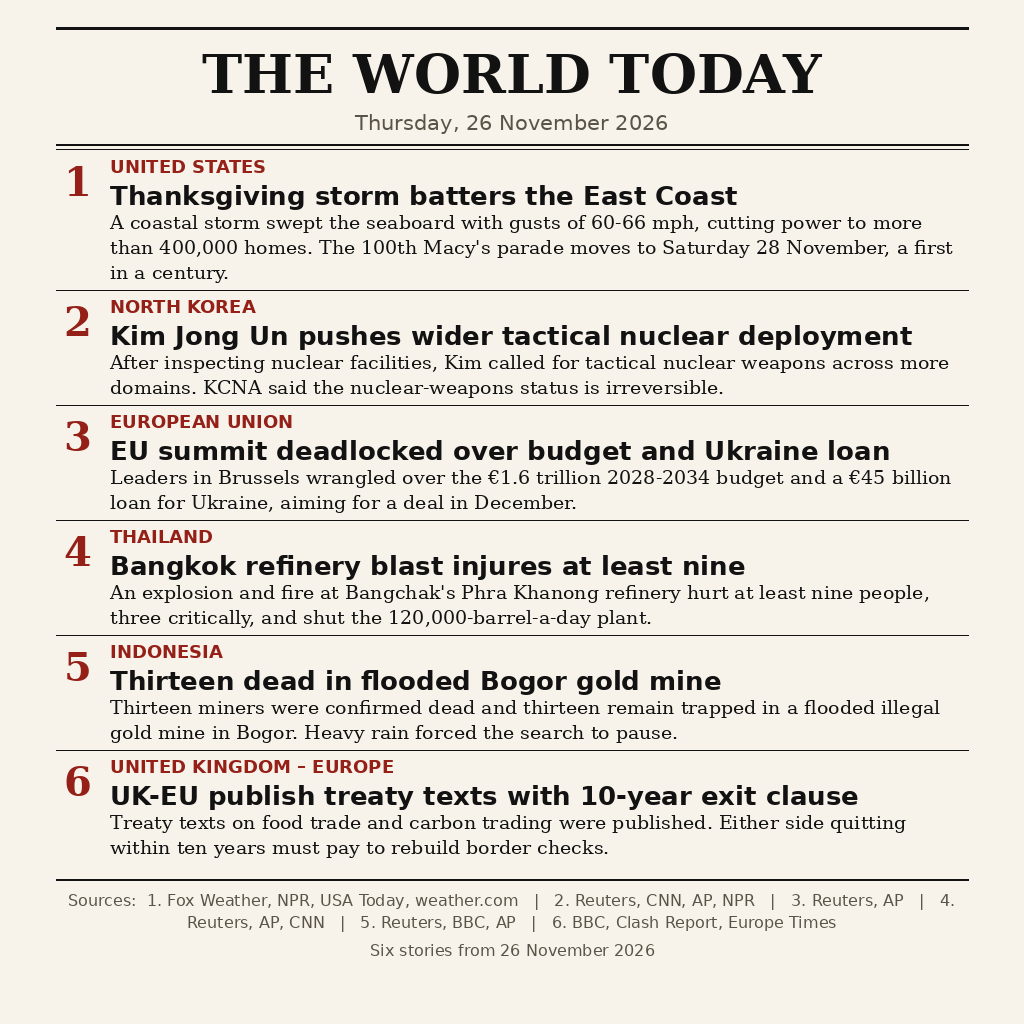 THE WORLD TODAY
Thursday, 26 November 2026
1
UNITED STATES
Thanksgiving storm batters the East Coast
A coastal storm swept the seaboard with gusts of 60-66 mph, cutting power to more
than 400,000 homes. The 100th Macy's parade moves to Saturday 28 November, a first
in a century.
2
NORTH KOREA
Kim Jong Un pushes wider tactical nuclear deployment
After inspecting nuclear facilities, Kim called for tactical nuclear weapons across more
domains. KCNA said the nuclear-weapons status is irreversible.
3
EUROPEAN UNION
EU summit deadlocked over budget and Ukraine loan
Leaders in Brussels wrangled over the €1.6 trillion 2028-2034 budget and a €45 billion
loan for Ukraine, aiming for a deal in December.
4
THAILAND
Bangkok refinery blast injures at least nine
An explosion and fire at Bangchak's Phra Khanong refinery hurt at least nine people,
three critically, and shut the 120,000-barrel-a-day plant.
5
INDONESIA
Thirteen dead in flooded Bogor gold mine
Thirteen miners were confirmed dead and thirteen remain trapped in a flooded illegal
gold mine in Bogor. Heavy rain forced the search to pause.
6
UNITED KINGDOM – EUROPE
UK-EU publish treaty texts with 10-year exit clause
Treaty texts on food trade and carbon trading were published. Either side quitting
within ten years must pay to rebuild border checks.
Sources: 1. Fox Weather, NPR, USA Today, weather.com | 2. Reuters, CNN, AP, NPR | 3. Reuters, AP | 4.
Reuters, AP, CNN | 5. Reuters, BBC, AP | 6. BBC, Clash Report, Europe Times
Six stories from 26 November 2026